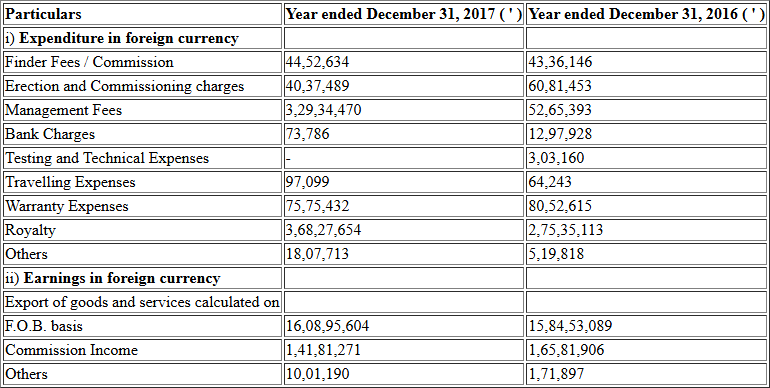 Particulars Year ended December 31, 2017 ( ' ) Year ended December 31, 2016 ( ' )
i) Expenditure in foreign currency
Finder Fees / Commission 44,52,634 43,36,146
Erection and Commissioning charges 40,37,489 60,81,453
Management Fees 3,29,34,470 52,65,393
Bank Charges 73,786 12,97,928
Testing and Technical Expenses - 3,03,160
Travelling Expenses 97,099 64,243
Warranty Expenses 75,75,432 80,52,615
Royalty 3,68,27,654 2,75,35,113
Others 18,07,713 5,19,818
ii) Earnings in foreign currency
Export of goods and services calculated on
F.O.B. basis 16,08,95,604 15,84,53,089
Commission Income 1,41,81,271 1,65,81,906
Others 10,01,190 1,71,897